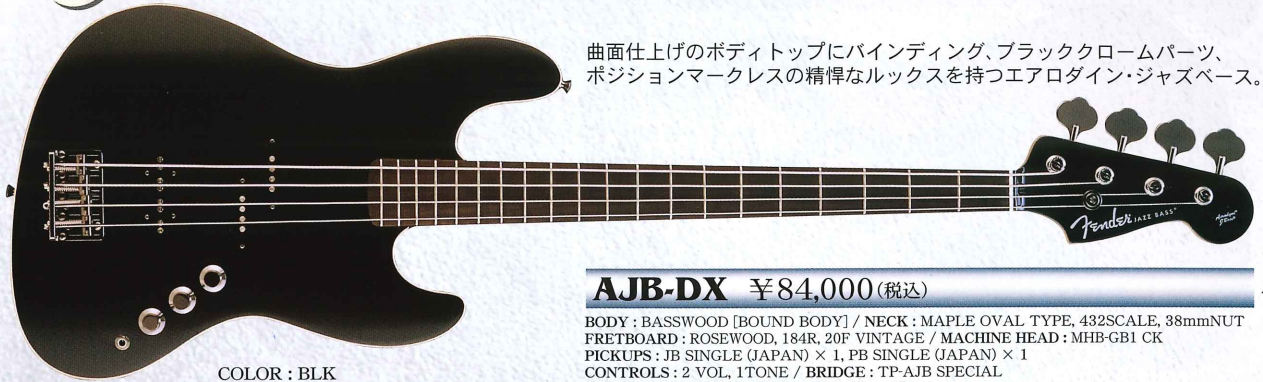 曲面仕上げのボディトップにバインディング、ブラッククロームパーツ、
ポジションマークレスの精悍なルックスを持つエアロダイン・ジャズベース。
Fender JAZZ BASS
AJB-DX ￥84,000(税込)
BODY : BASSWOOD [BOUND BODY] / NECK : MAPLE OVAL TYPE, 432SCALE, 38mmNUT
FRETBOARD : ROSEWOOD, 184R, 20F VINTAGE / MACHINE HEAD : MHB-GB1 CK
PICKUPS : JB SINGLE (JAPAN) × 1, PB SINGLE (JAPAN) × 1
CONTROLS : 2 VOL, 1TONE / BRIDGE : TP-AJB SPECIAL
COLOR : BLK